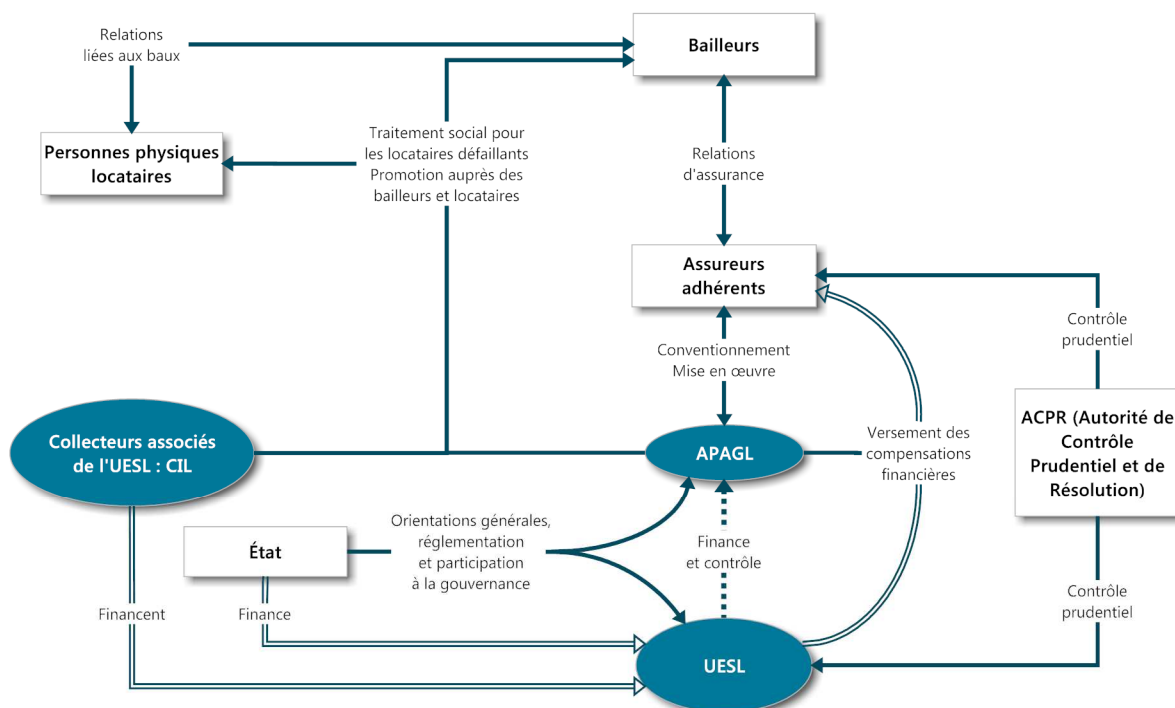 Relations
liées aux baux
Bailleurs
Personnes physiques
locataires
Traitement social pour
les locataires défaillants
Promotion auprès des
bailleurs et locataires
Relations
d'assurance
Assureurs
adhérents
Contrôle
prudentiel
Conventionnement
Mise en œuvre
Collecteurs associés
de l'UESL : CIL
APAGL
Versement des
compensations
financières
ACPR (Autorité de
Contrôle
Prudentiel et de
Résolution)
État
Orientations générales,
réglementation
et participation
à la gouvernance
Finance
et contrôle
Financent
Finance
Contrôle
prudentiel
UESL